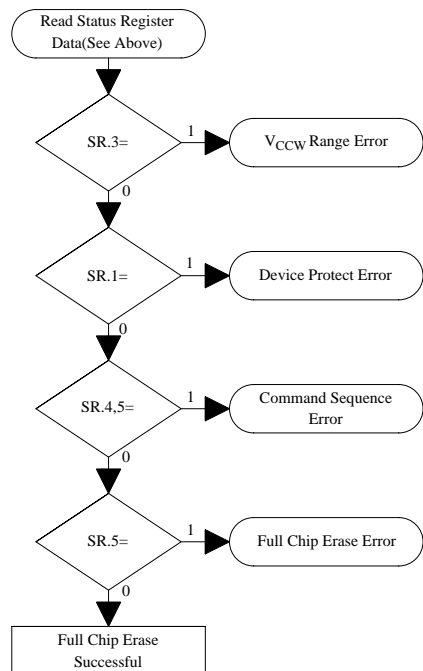 Read Status Register
Data(See Above)
SR.3=
1
VCCW Range Error
0
SR.1=
1
Device Protect Error
0
SR.4,5=
1
Command Sequence
Error
0
SR.5=
1
Full Chip Erase Error
0
Full Chip Erase
Successful